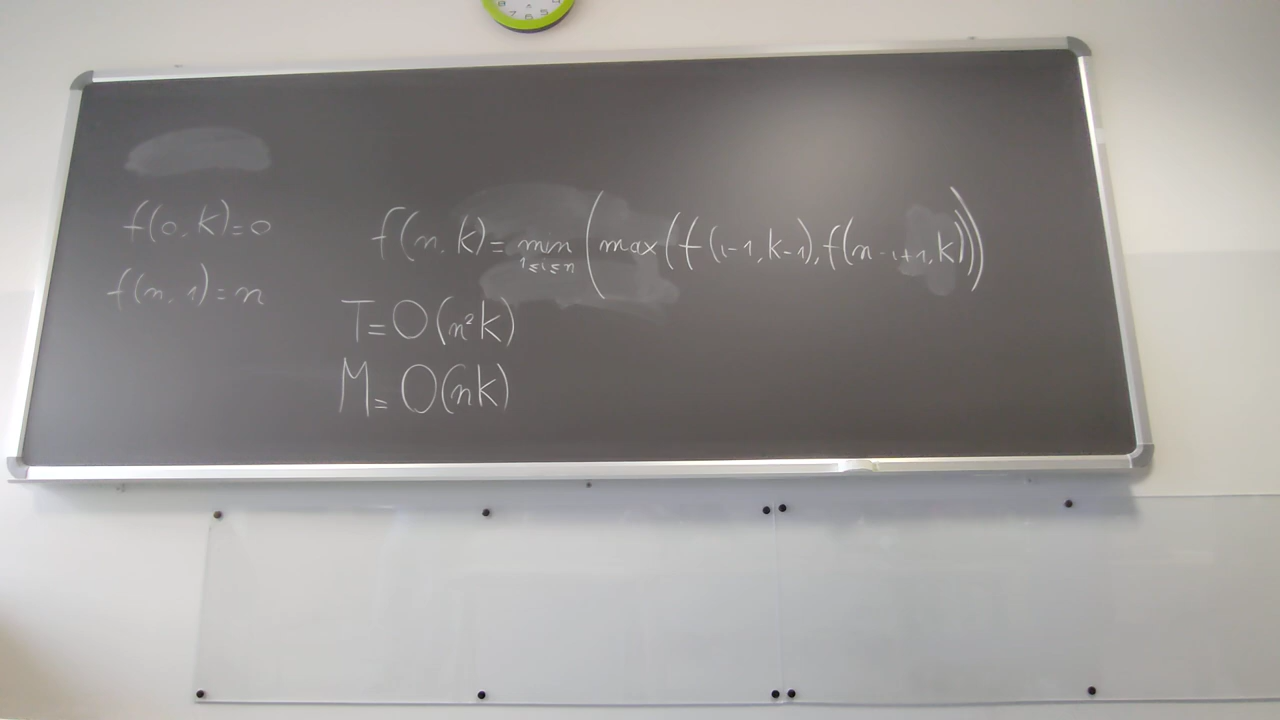 f(0, k)=0
f(n, 1)=n
f(n, k)= min 1≤i≤n (max(f(i-1, k-1), f(n-i+1, k)))
T=O(n²k)
M=O(nk)